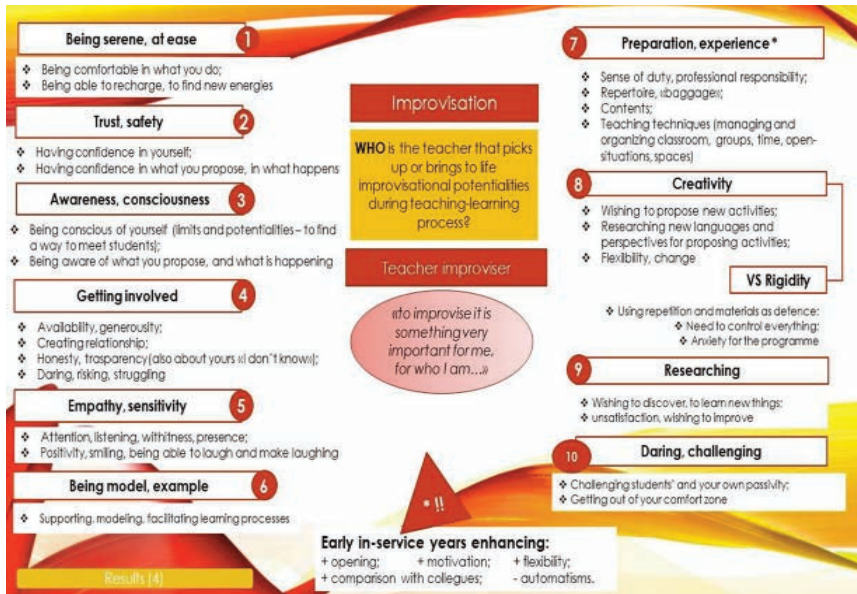 Being serene, at ease
1
❖ Being comfortable in what you do;
❖ Being able to recharge, to find new energies
Trust, safety
2
❖ Having confidence in yourself;
❖ Having confidence in what you propose, in what happens
Awareness, consciousness
3
❖ Being conscious of yourself (limits and potentialities – to find
a way to meet students);
❖ Being aware of what you propose, and what is happening
Getting involved
4
❖ Availability, generousity;
❖ Creating relationship;
❖ Honesty, trasparency (also about yours «I don't know»);
❖ Daring, risking, struggling
Empathy, sensitivity
5
❖ Attention, listening, withitness, presence;
❖ Positivity, smiling, being able to laugh and make laughing
Being model, example
6
❖ Supporting, modeling, facilitating learning processes
Results (4)
Improvisation
WHO is the teacher that picks
up or brings to life
improvisational potentialities
during teaching-learning
process?
Teacher improviser
«to improvise it is
something very
important for me,
for who I am...»
* !!
Early in-service years enhancing:
+ opening; + motivation; + flexibility;
+ comparison with collegues; - automatisms.
7
Preparation, experience *
❖ Sense of duty, professional responsibility;
❖ Repertoire, «baggage»;
❖ Contents;
❖ Teaching techniques (managing and
organizing classroom, groups, time, open-
situations, spaces)
8
Creativity
❖ Wishing to propose new activities;
❖ Researching new languages and
perspectives for proposing activities;
❖ Flexibility, change
VS Rigidity
❖ Using repetition and materials as defence;
❖ Need to control everything;
❖ Anxiety for the programme
9
Researching
❖ Wishing to discover, to learn new things;
❖ unsatisfaction, wishing to improve
10
Daring, challenging
❖ Challenging students' and your own passivity;
❖ Getting out of your comfort zone